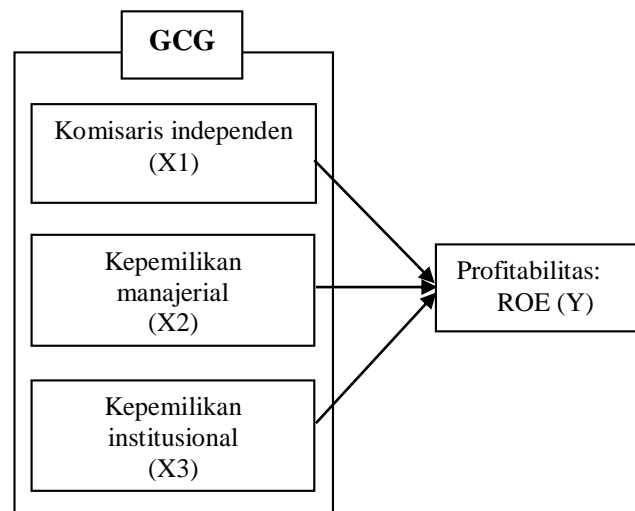 GCG
Komisaris independen
(X1)
Kepemilikan
manajerial
(X2)
Kepemilikan
institusional
(X3)
Profitabilitas:
ROE (Y)